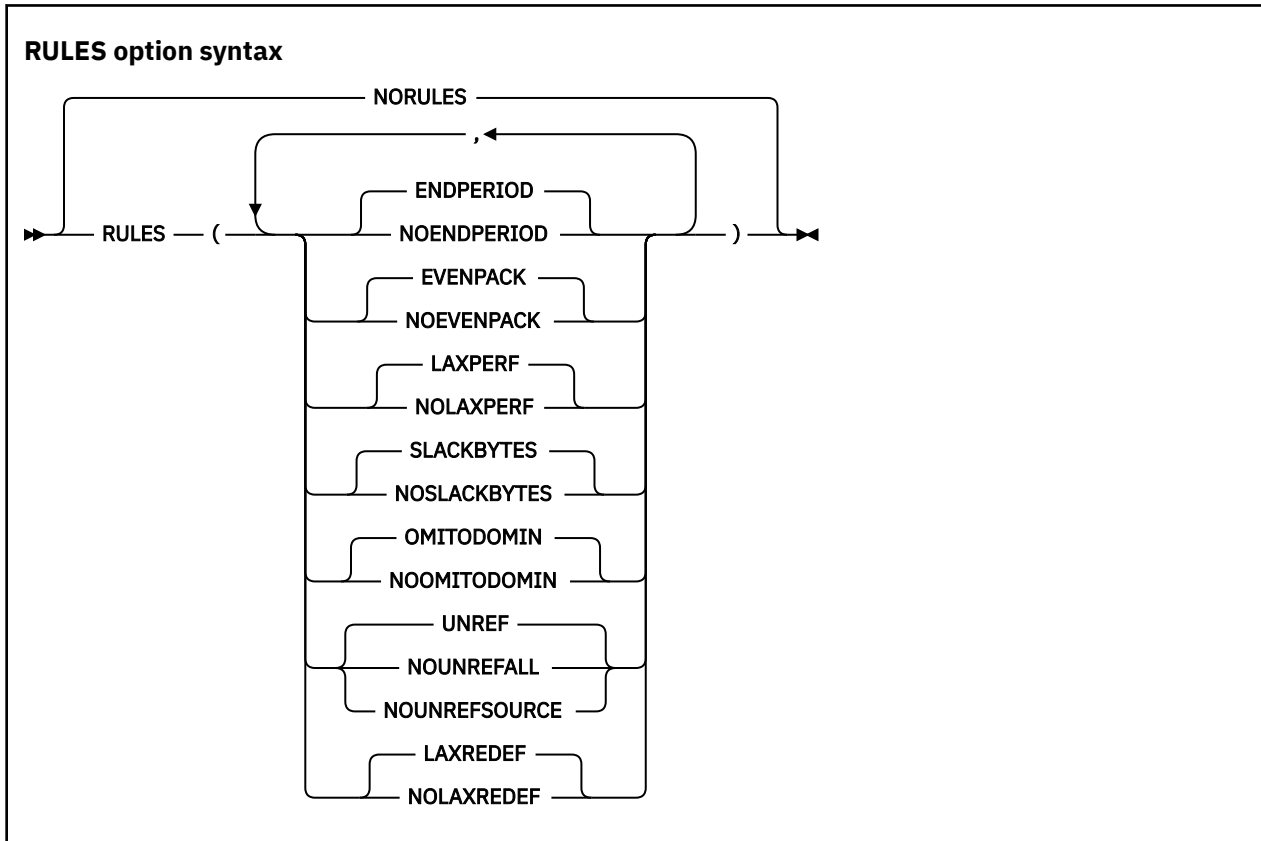 RULES option syntax
NORULES
,
ENDPERIOD
RULES ( NOENDPERIOD )
EVENPACK
NOEVENPACK
LAXPERF
NOLAXPERF
SLACKBYTES
NOSLACKBYTES
OMITODOMIN
NOOMITODOMIN
UNREF
NOUNREFALL
NOUNREFSOURCE
LAXREDEF
NOLAXREDEF